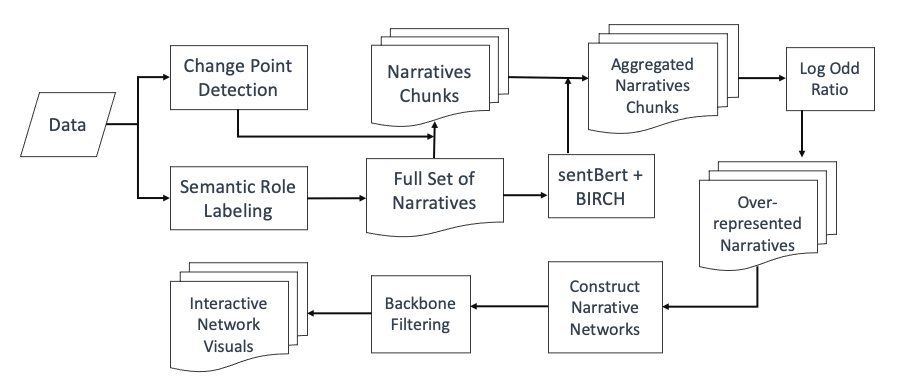 Data
Change Point
Detection
Semantic Role
Labeling
Narratives
Chunks
Full Set of
Narratives
sentBert +
BIRCH
Aggregated
Narratives
Chunks
Log Odd
Ratio
Over-
represented
Narratives
Construct
Narrative
Networks
Backbone
Filtering
Interactive
Network
Visuals